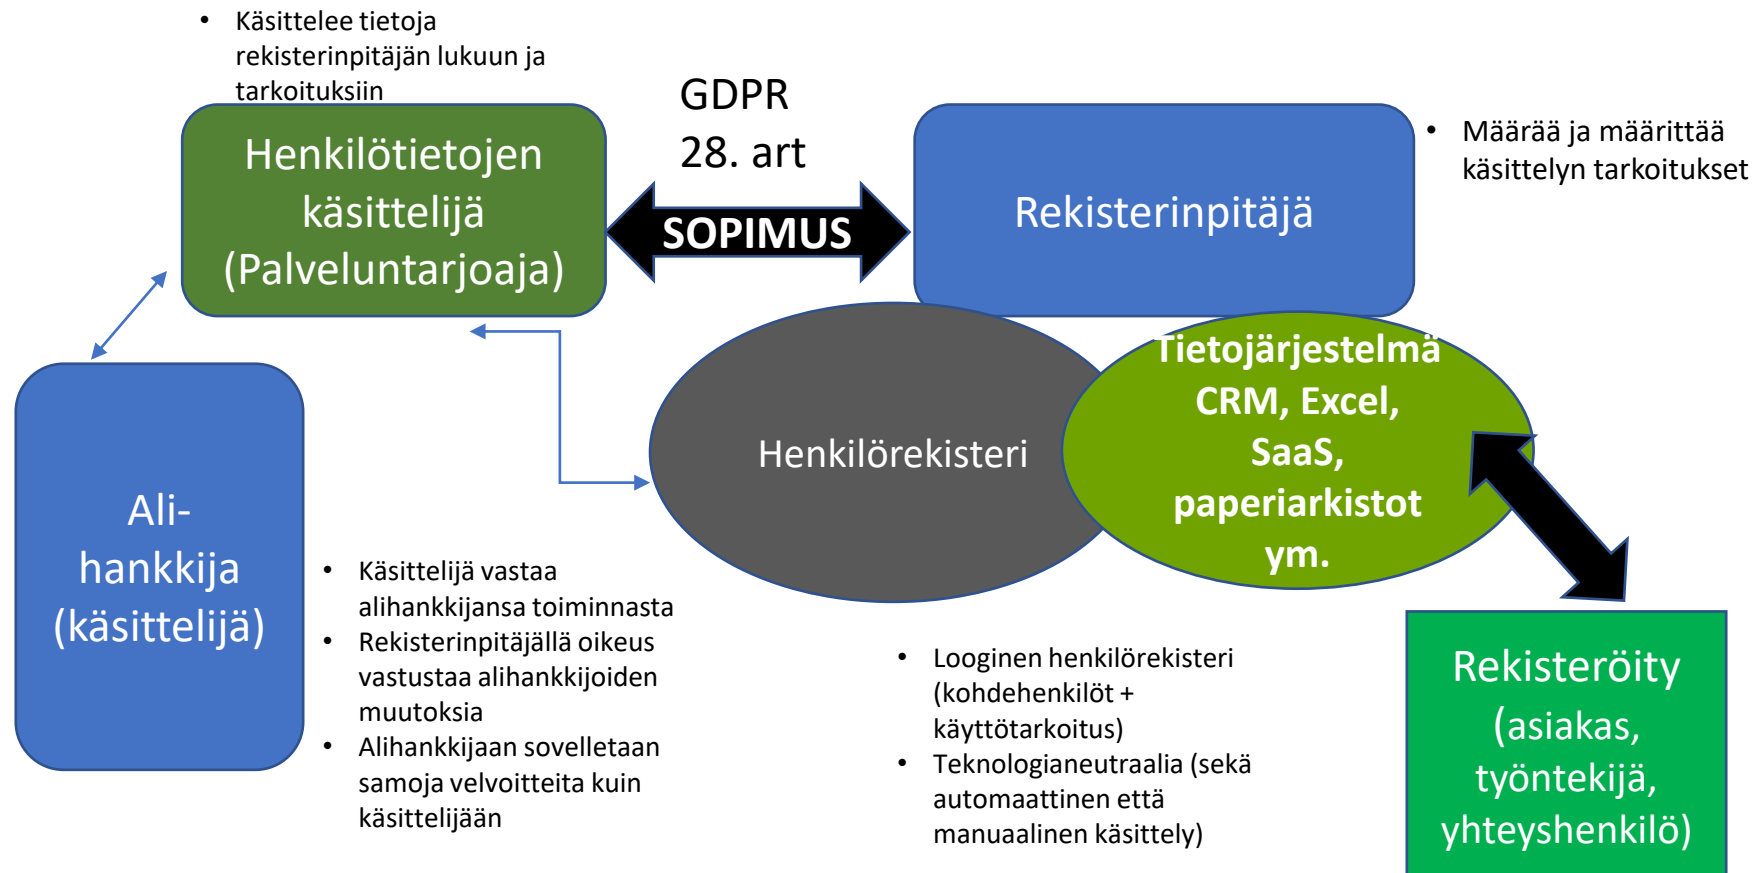 • Käsittelee tietoja
rekisterinpitäjän lukuun ja
tarkoituksiin
GDPR
28. art
Henkilötietojen
käsittelijä
(Palveluntarjoaja)
SOPIMUS
Rekisterinpitäjä
• Määrää ja määrittää
käsittelyn tarkoitukset
Henkilörekisteri
Tietojärjestelmä
CRM, Excel,
SaaS,
paperiarkistot
ym.
Ali-
hankkija
(käsittelijä)
• Käsittelijä vastaa
alihankkijansa toiminnasta
• Rekisterinpitäjällä oikeus
vastustaa alihankkijoiden
muutoksia
• Alihankkijaan sovelletaan
samoja velvoitteita kuin
käsittelijään
• Looginen henkilörekisteri
(kohdehenkilöt +
käyttötarkoitus)
• Teknologianeutraalia (sekä
automaattinen että
manuaalinen käsittely)
Rekisteröity
(asiakas,
työntekijä,
yhteyshenkilö)